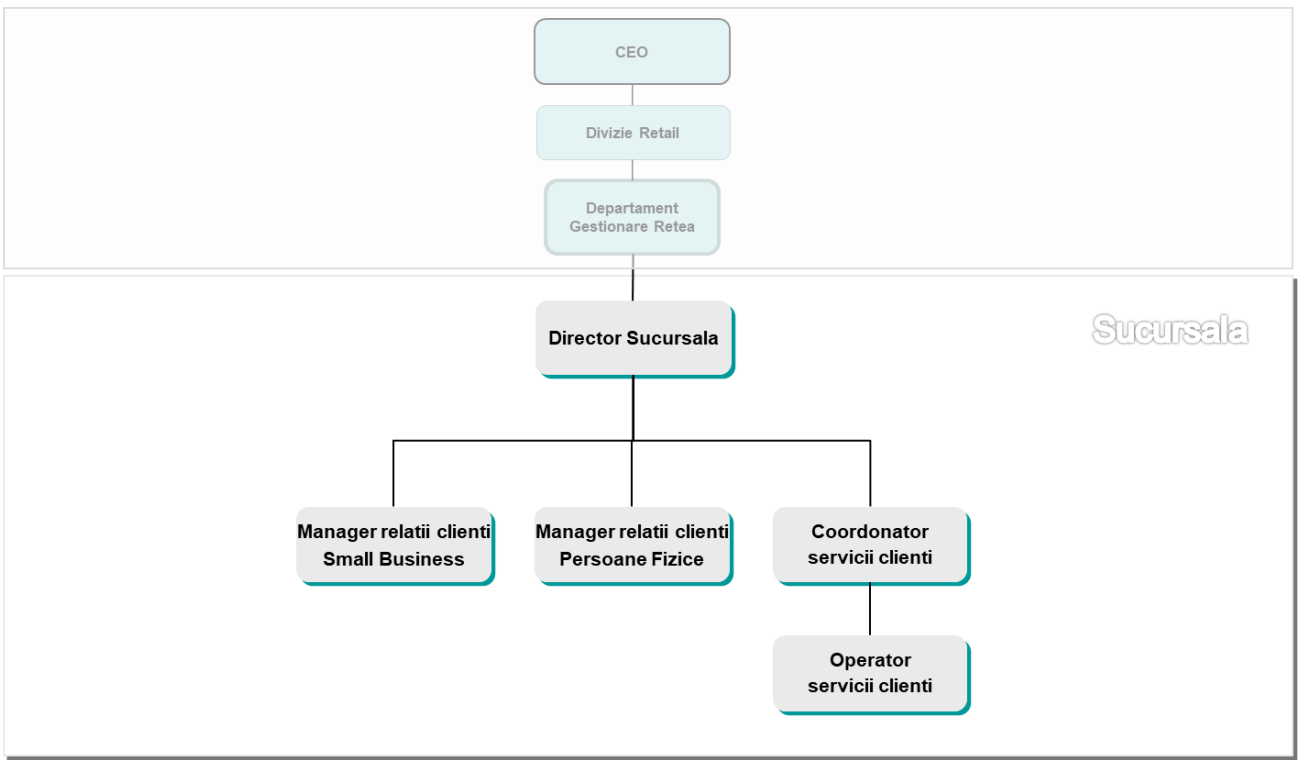 CEO
Divizie Retail
Departament
Gestionare Retea
Director Sucursala
Sucursala
Manager relatii clienti
Small Business
Manager relatii clienti
Persoane Fizice
Coordonator
servicii clienti
Operator
servicii clienti